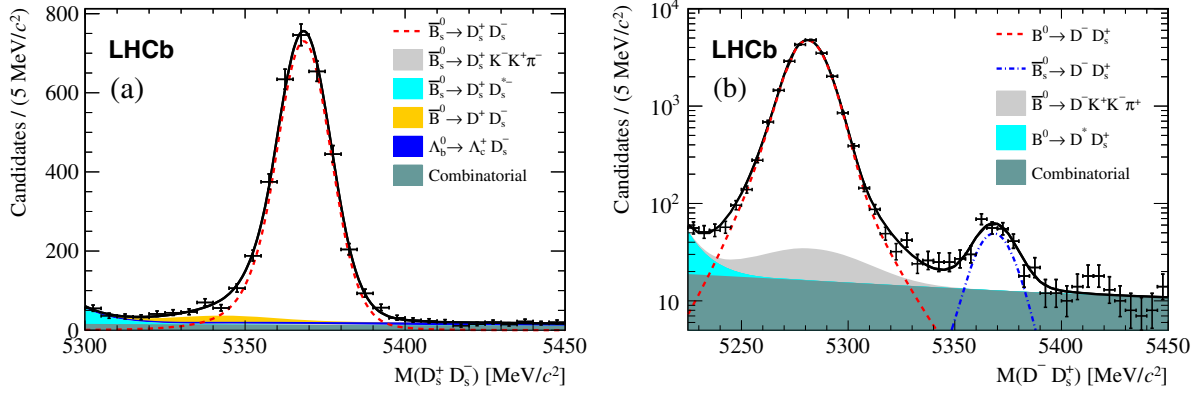 Candidates / (5 MeV/c²)
800
600
400
200
0
LHCb
(a)
B̅⁰ₛ → D⁺ₛ D⁻ₛ
B̅⁰ₛ → D⁺ₛ K⁻K⁺π⁻
B̅⁰ₛ → D⁺ₛ D*⁻ₛ
B̅⁰ → D⁺ D⁻ₛ
Λ⁰b → Λ⁺c D⁻ₛ
Combinatorial
5300 5350 5400 5450
M(D⁺ₛ D⁻ₛ) [MeV/c²]
Candidates / (5 MeV/c²)
10⁴
10³
10²
10
LHCb
(b)
B⁰ → D⁻ D⁺ₛ
B̅⁰ₛ → D⁻ D⁺ₛ
B̅⁰ → D⁻K⁺K⁻π⁺
B⁰ → D* D⁺ₛ
Combinatorial
5250 5300 5350 5400 5450
M(D⁻ D⁺ₛ) [MeV/c²]